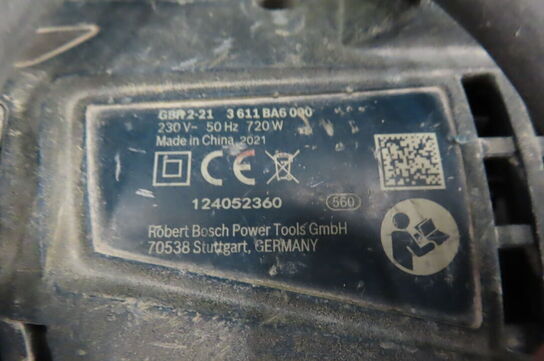 GBH 2-21 3 611 BA6 000
230 V~ 50 Hz 720 W
Made in China, 2021
CE
124052360 560
Robert Bosch Power Tools GmbH
70538 Stuttgart, GERMANY